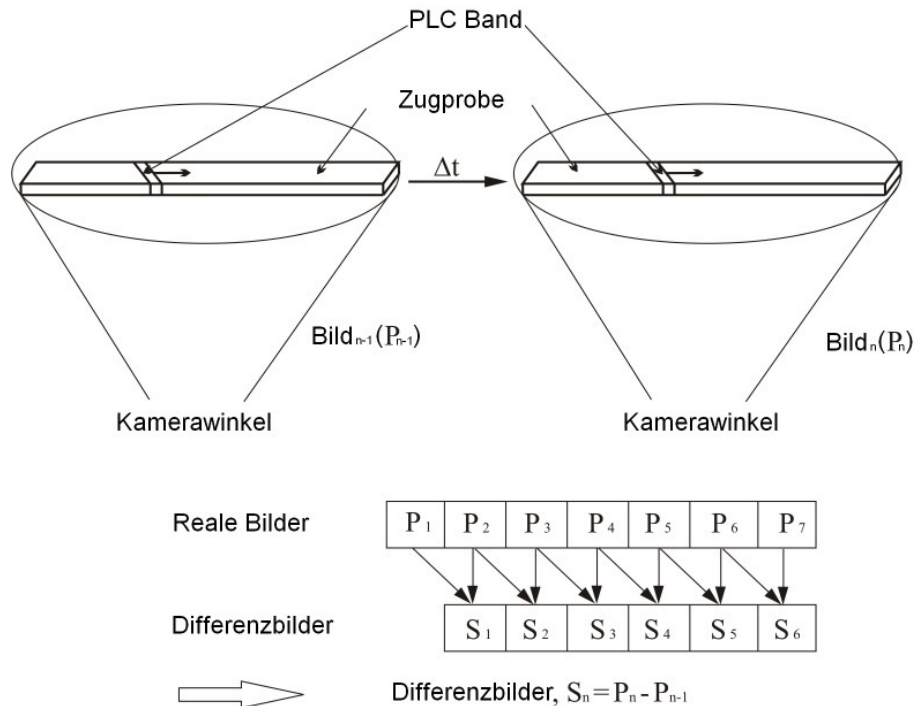 PLC Band
Zugprobe
Δt
Bildₙ₋₁(Pₙ₋₁)
Bildₙ(Pₙ)
Kamerawinkel
Kamerawinkel
Reale Bilder P₁ P₂ P₃ P₄ P₅ P₆ P₇
Differenzbilder S₁ S₂ S₃ S₄ S₅ S₆
Differenzbilder, Sₙ=Pₙ-Pₙ₋₁